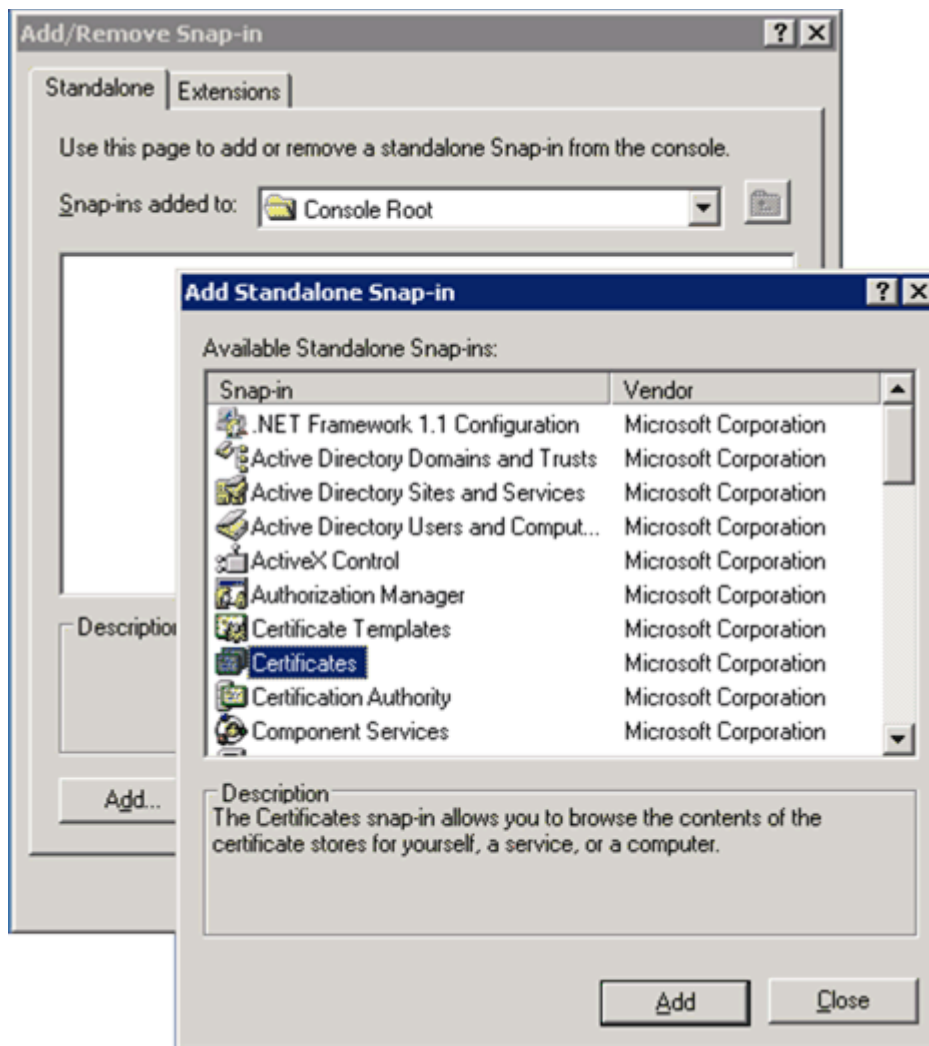 Add/Remove Snap-in
Standalone
Extensions
Use this page to add or remove a standalone Snap-in from the console.
Snap-ins added to:
Console Root
Add Standalone Snap-in
Available Standalone Snap-ins:
Snap-in Vendor
.NET Framework 1.1 Configuration Microsoft Corporation
Active Directory Domains and Trusts Microsoft Corporation
Active Directory Sites and Services Microsoft Corporation
Active Directory Users and Comput... Microsoft Corporation
ActiveX Control Microsoft Corporation
Authorization Manager Microsoft Corporation
Certificate Templates Microsoft Corporation
Certificates Microsoft Corporation
Certification Authority Microsoft Corporation
Component Services Microsoft Corporation
Description
The Certificates snap-in allows you to browse the contents of the
certificate stores for yourself, a service, or a computer.
Add
Close
Descriptio
Add...